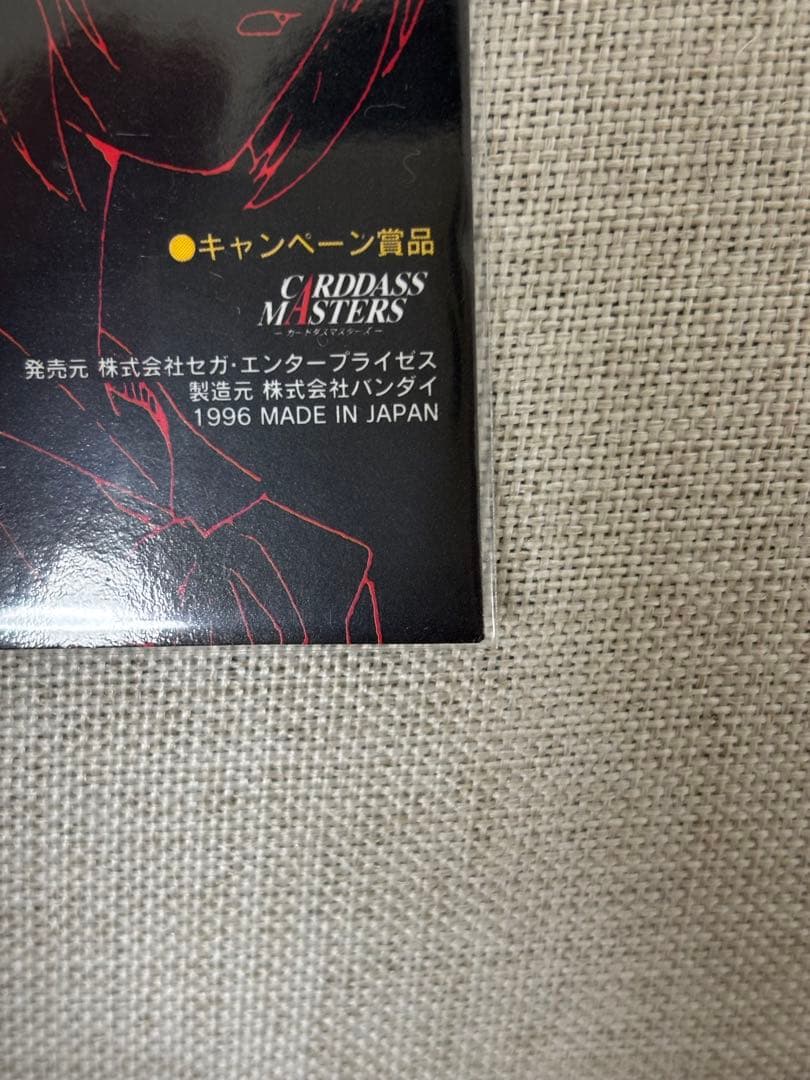 ●キャンペーン賞品
CARDDASS
MASTERS
ーカードダスマスターズー
発売元 株式会社セガ・エンタープライゼス
製造元 株式会社バンダイ
1996 MADE IN JAPAN